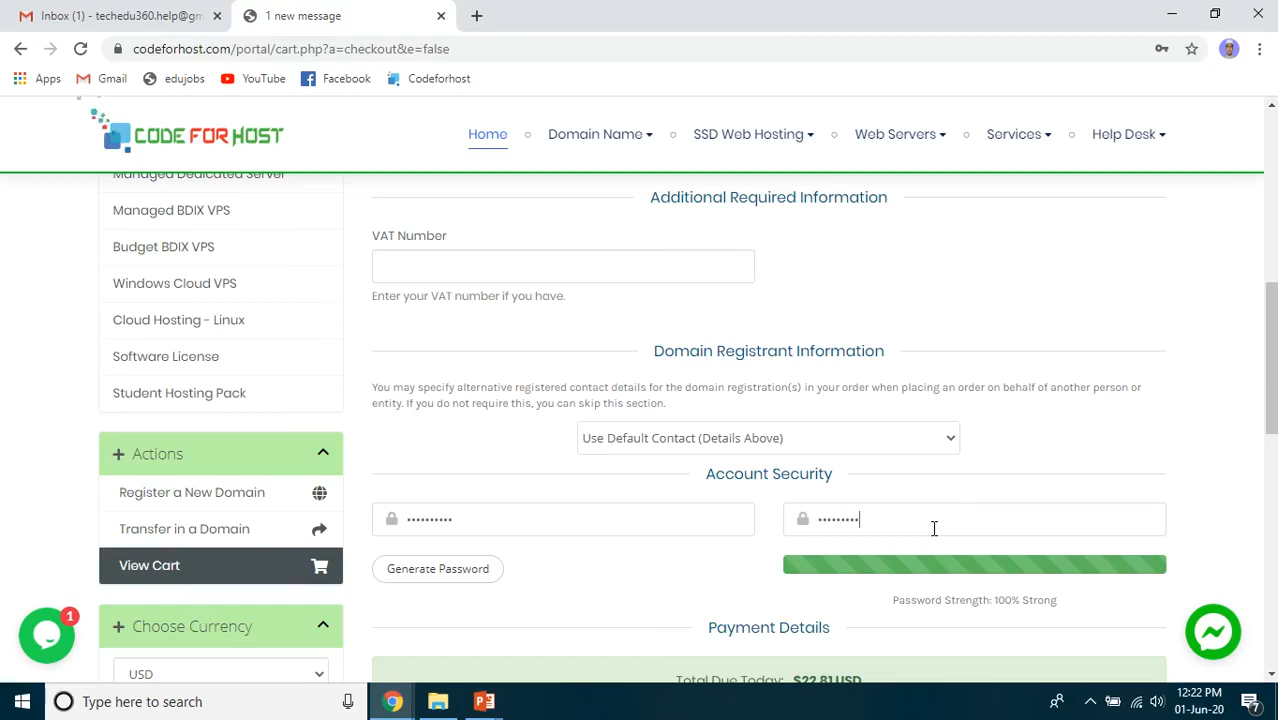 Inbox (1) - techedu360.help@gm
1 new message
codeforhost.com/portal/cart.php?a=checkout&e=false
Apps
Gmail
edujobs
YouTube
Facebook
Codeforhost
CODE FOR HOST
Home
Domain Name
SSD Web Hosting
Web Servers
Services
Help Desk
Managed Dedicated Server
Managed BDIX VPS
Budget BDIX VPS
Windows Cloud VPS
Cloud Hosting - Linux
Software License
Student Hosting Pack
Actions
Register a New Domain
Transfer in a Domain
View Cart
Choose Currency
USD
1
Additional Required Information
VAT Number
Enter your VAT number if you have.
Domain Registrant Information
You may specify alternative registered contact details for the domain registration(s) in your order when placing an order on behalf of another person or
entity. If you do not require this, you can skip this section.
Use Default Contact (Details Above)
Account Security
••••••••••
•••••••••
Generate Password
Password Strength: 100% Strong
Payment Details
Total Due Today: $22.81 USD
Type here to search
12:22 PM
01-Jun-20
7